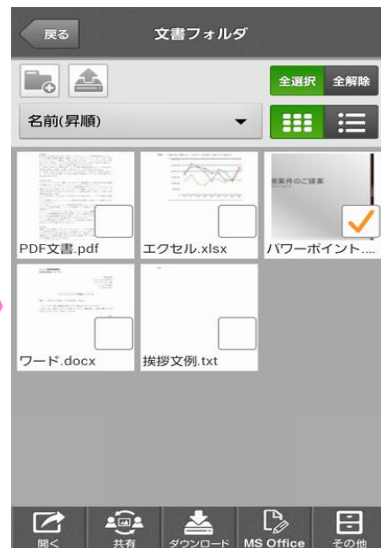 戻る
文書フォルダ
全選択 全解除
名前(昇順)
PDF文書.pdf
エクセル.xlsx
パワーポイント....
ワード.docx
挨拶文例.txt
開く
共有
ダウンロード
MS Office
その他